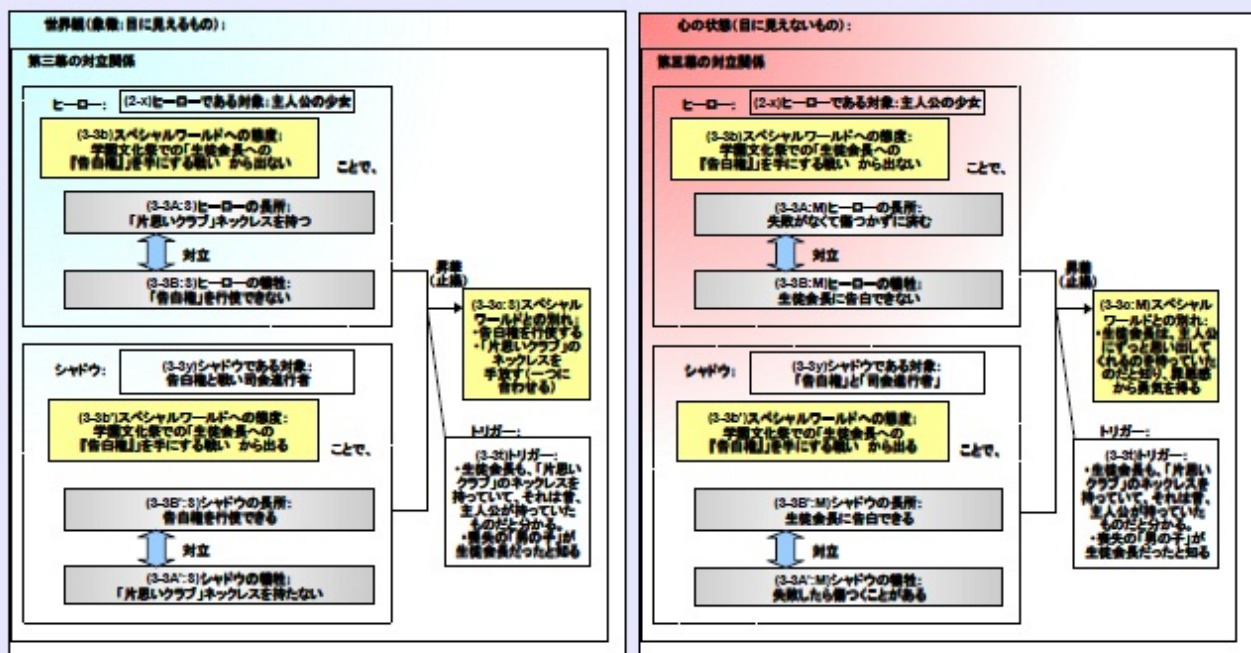 世界観(象徴:目に見えるもの):
第三幕の対立関係
ヒーロー:
(2-x)ヒーローである対象:主人公の少女
(3-3b)スペシャルワールドへの態度:
学園文化祭での「生徒会長への
『告白権』」を手にする戦い から出ない
ことで、
(3-3A:S)ヒーローの長所:
「片思いクラブ」ネックレスを持つ
対立
(3-3B:S)ヒーローの犠牲:
「告白権」を行使できない
シャドウ:
(3-3y)シャドウである対象:
告白権と戦い司会進行者
(3-3b')スペシャルワールドへの態度:
学園文化祭での「生徒会長への
『告白権』」を手にする戦い から出る
ことで、
(3-3B':S)シャドウの長所:
告白権を行使できる
対立
(3-3A':S)シャドウの犠牲:
「片思いクラブ」ネックレスを持たない
昇華
(止揚)
(3-3c:S)スペシャル
ワールドとの別れ:
・告白権を行使する
・「片思いクラブ」の
ネックレスを
手放す(一つに
合わせる)
トリガー:
(3-3t)トリガー:
・生徒会長も、「片思い
クラブ」のネックレスを
持っていて、それは昔、
主人公が持っていた
ものだと分かる。
・喪失の「男の子」が
生徒会長だったと知る
心の状態(目に見えないもの):
第三幕の対立関係
ヒーロー:
(2-x)ヒーローである対象:主人公の少女
(3-3b)スペシャルワールドへの態度:
学園文化祭での「生徒会長への
『告白権』」を手にする戦い から出ない
ことで、
(3-3A:M)ヒーローの長所:
失敗がなくて傷つかずに済む
対立
(3-3B:M)ヒーローの犠牲:
生徒会長に告白できない
シャドウ:
(3-3y)シャドウである対象:
「告白権」と「司会進行者」
(3-3b')スペシャルワールドへの態度:
学園文化祭での「生徒会長への
『告白権』」を手にする戦い から出る
ことで、
(3-3B':M)シャドウの長所:
生徒会長に告白できる
対立
(3-3A':M)シャドウの犠牲:
失敗したら傷つくことがある
昇華
(止揚)
(3-3c:M)スペシャル
ワールドとの別れ:
・生徒会長は、主人公
にずっと思い出して
くれるのを待っていた
のだと知り、
から勇気を得る
トリガー:
(3-3t)トリガー:
・生徒会長も、「片思い
クラブ」のネックレスを
持っていて、それは昔、
主人公が持っていた
ものだと分かる。
・喪失の「男の子」が
生徒会長だったと知る